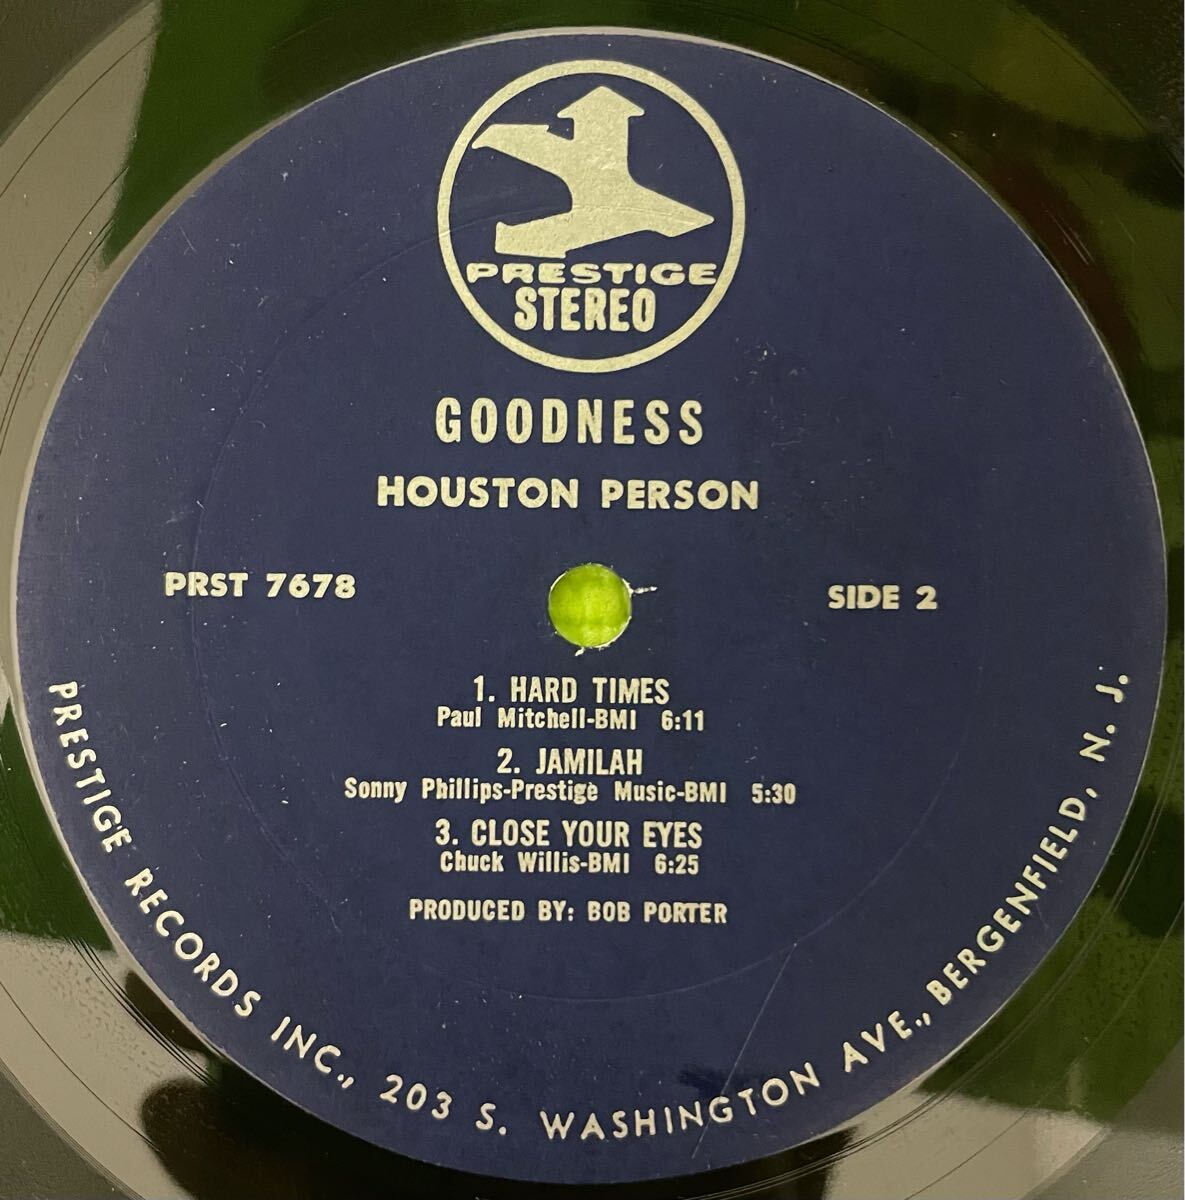 PRESTIGE
STEREO
GOODNESS
HOUSTON PERSON
PRST 7678
SIDE 2
1. HARD TIMES
Paul Mitchell-BMI 6:11
2. JAMILAH
Sonny Phillips-Prestige Music-BMI 5:30
3. CLOSE YOUR EYES
Chuck Willis-BMI 6:25
PRODUCED BY: BOB PORTER
PRESTIGE RECORDS INC., 203 S. WASHINGTON AVE., BERGENFIELD, N. J.